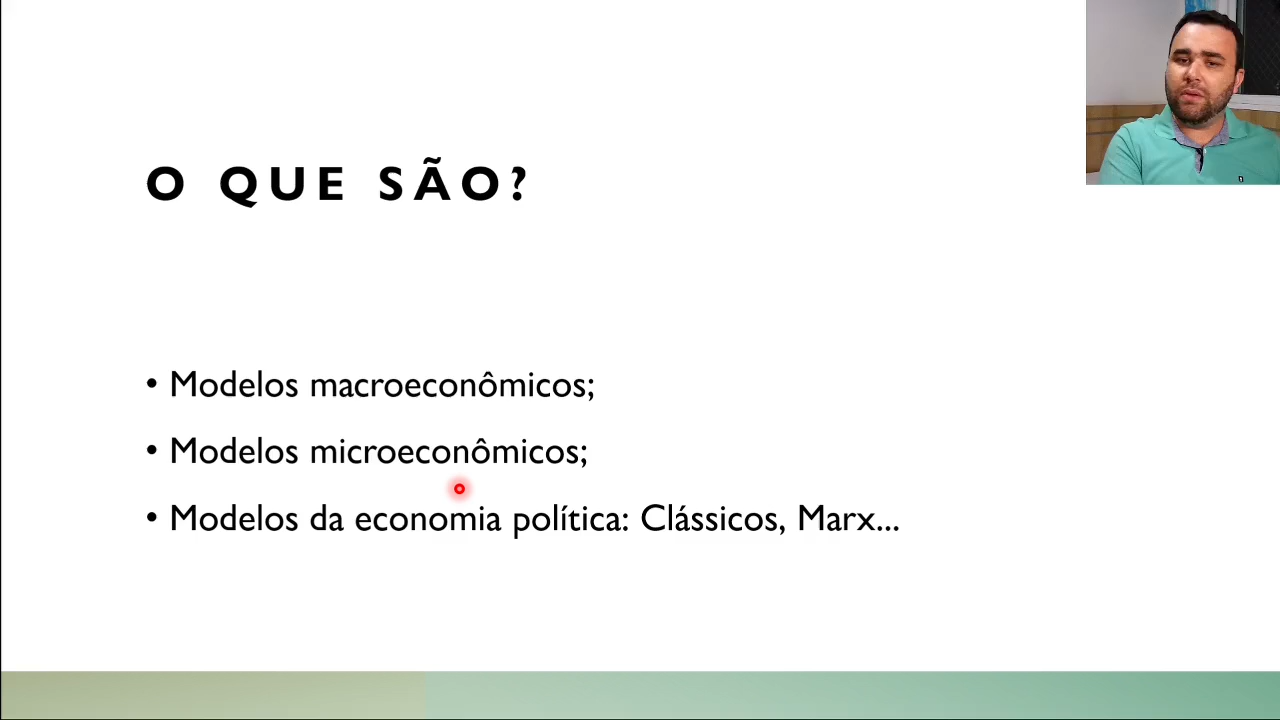 O QUE SÃO?
• Modelos macroeconômicos;
• Modelos microeconômicos;
• Modelos da economia política: Clássicos, Marx...